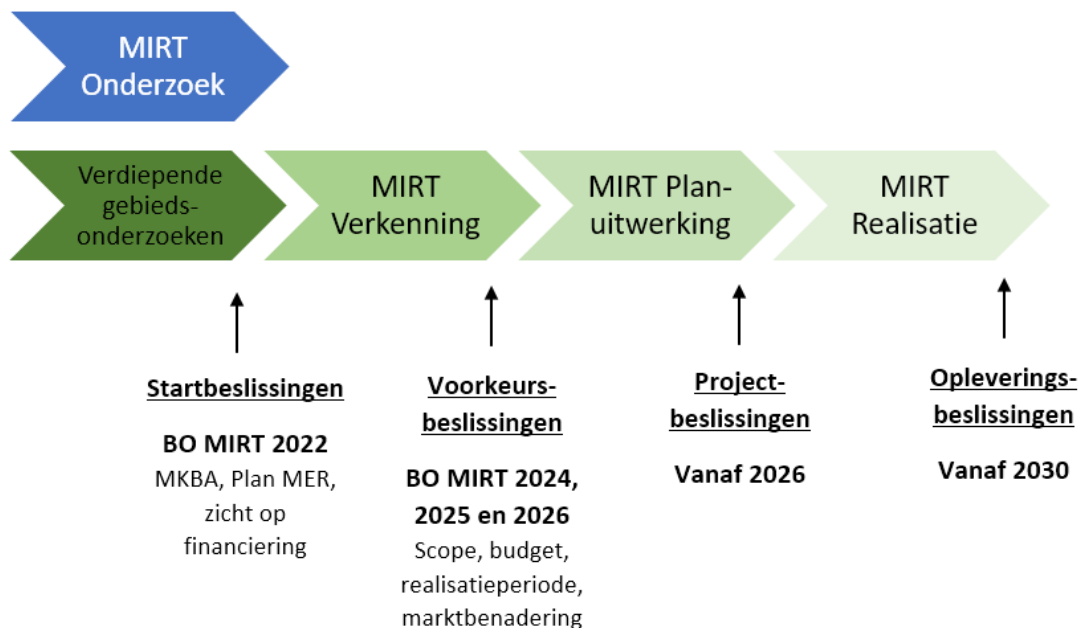 MIRT
Onderzoek
Verdiepende
gebieds-
onderzoeken
MIRT
Verkenning
MIRT Plan-
uitwerking
MIRT
Realisatie
Startbeslissingen
BO MIRT 2022
MKBA, Plan MER,
zicht op
financiering
Voorkeurs-
beslissingen
BO MIRT 2024,
2025 en 2026
Scope, budget,
realisatieperiode,
marktbenadering
Project-
beslissingen
Vanaf 2026
Opleverings-
beslissingen
Vanaf 2030